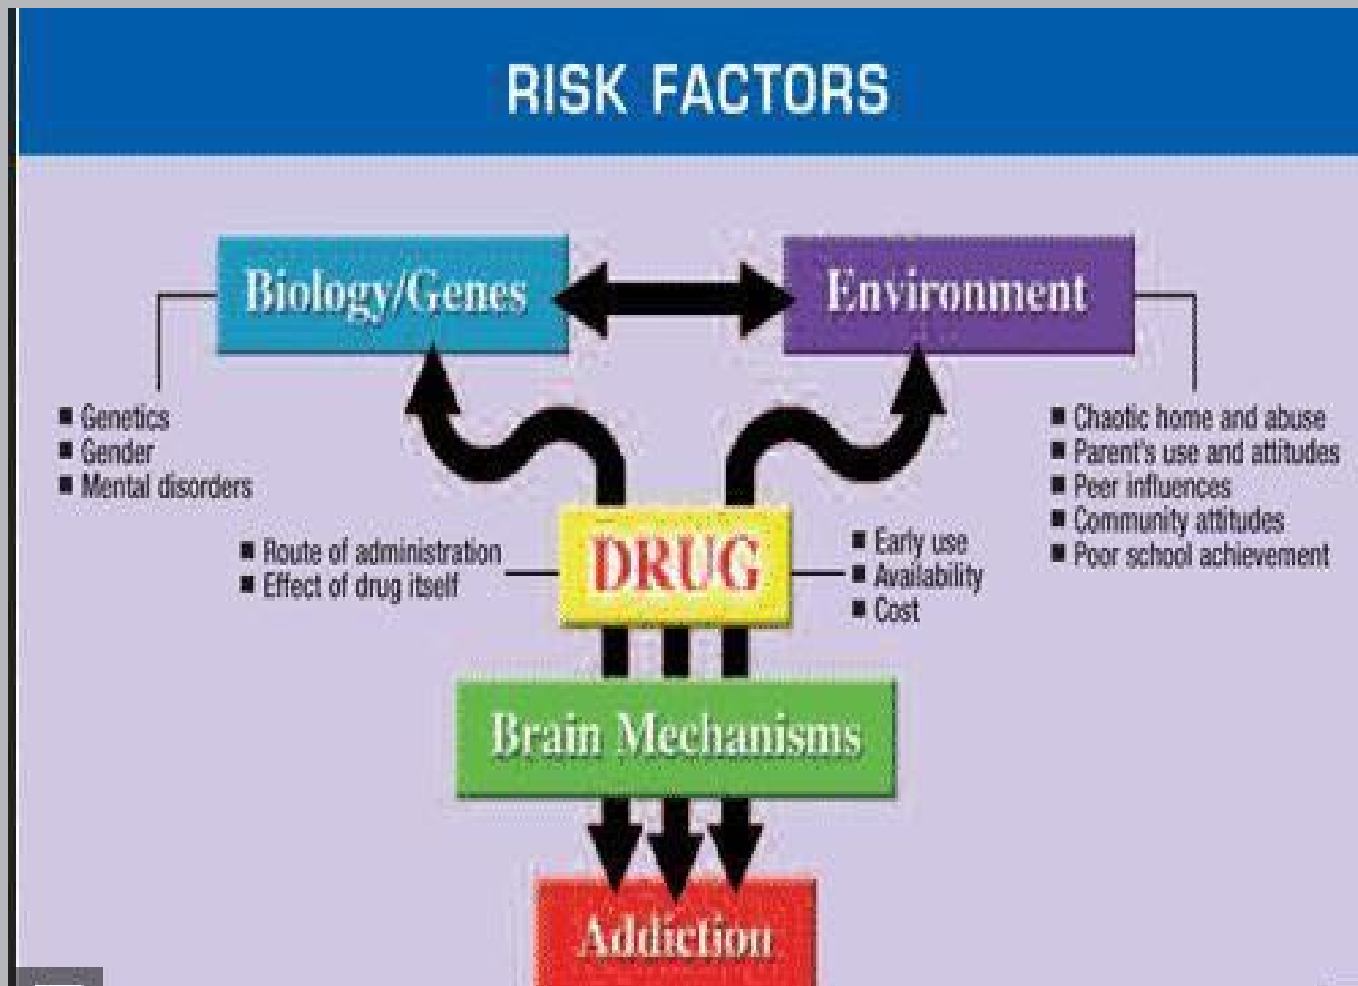 RISK FACTORS
Biology/Genes
Environment
■ Genetics
■ Gender
■ Mental disorders
■ Chaotic home and abuse
■ Parent's use and attitudes
■ Peer influences
■ Community attitudes
■ Poor school achievement
■ Route of administration
■ Effect of drug itself
DRUG
■ Early use
■ Availability
■ Cost
Brain Mechanisms
Addiction